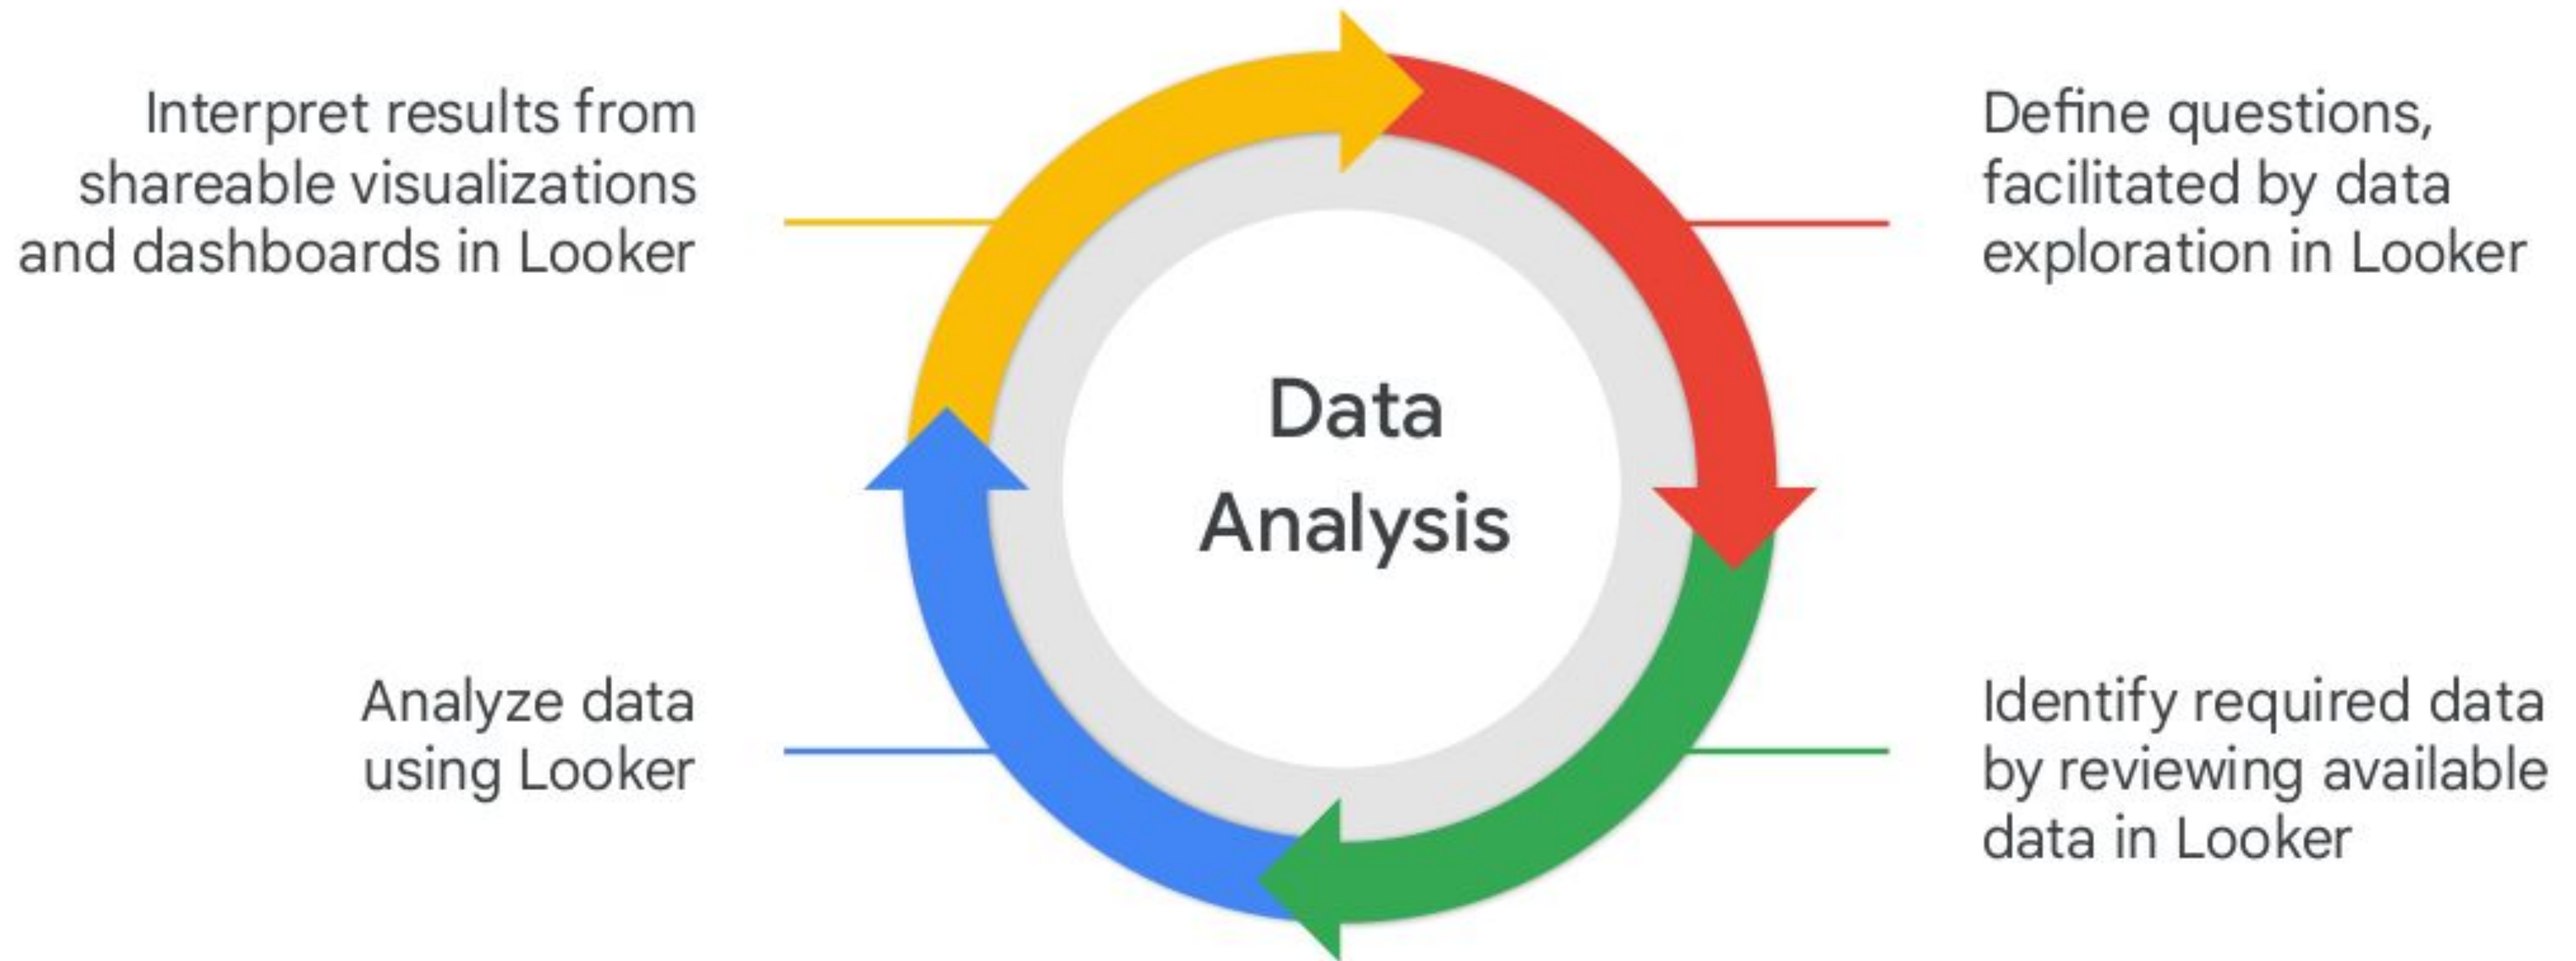 Interpret results from
shareable visualizations
and dashboards in Looker
Define questions,
facilitated by data
exploration in Looker
Data
Analysis
Analyze data
using Looker
Identify required data
by reviewing available
data in Looker